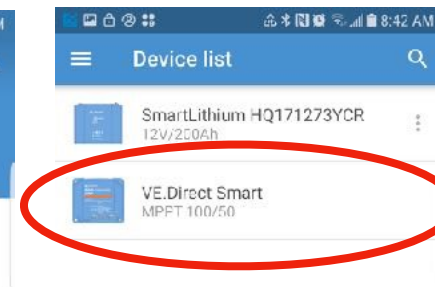 8:42 AM
Device list
SmartLithium HQ171273YCR
12V/200Ah
VE.Direct Smart
MPPT 100/50